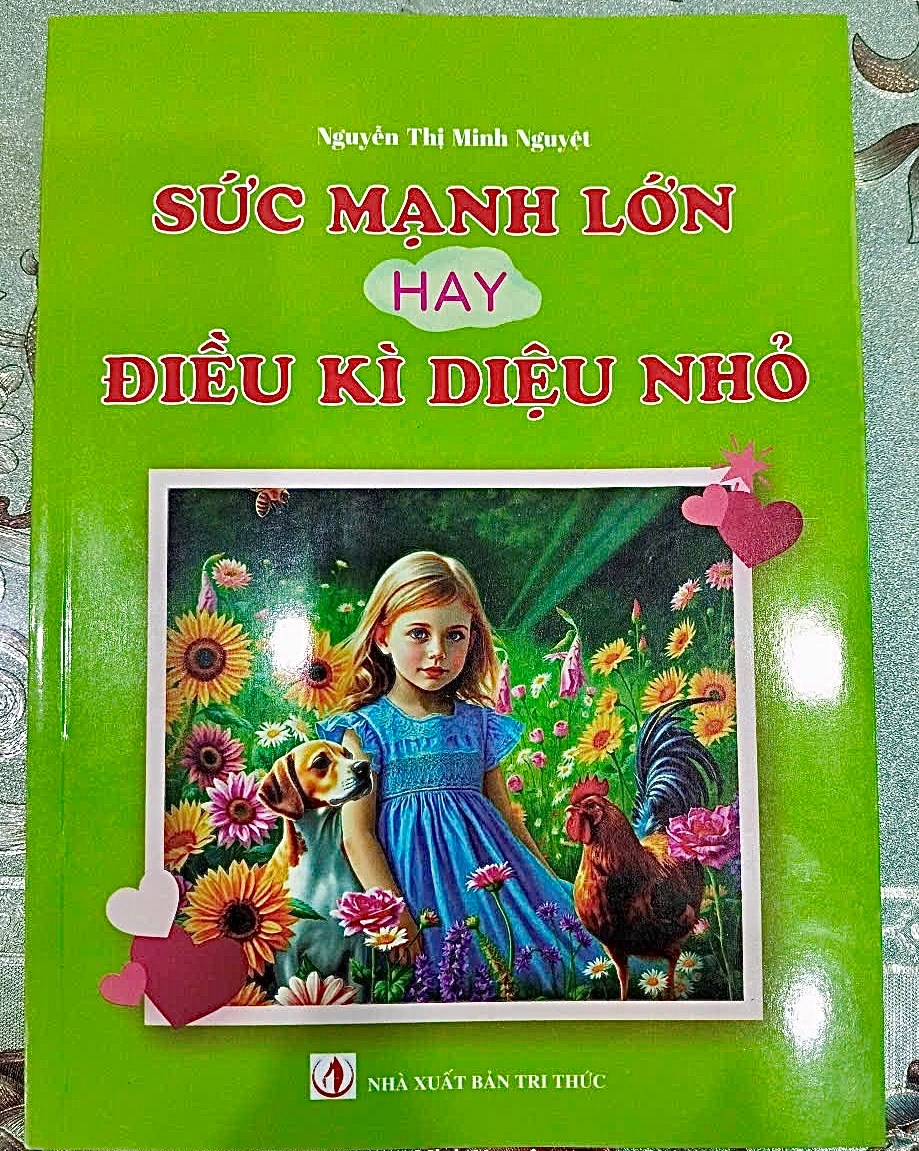 Nguyễn Thị Minh Nguyệt
SỨC MẠNH LỚN
HAY
ĐIỀU KÌ DIỆU NHỎ
NHÀ XUẤT BẢN TRI THỨC